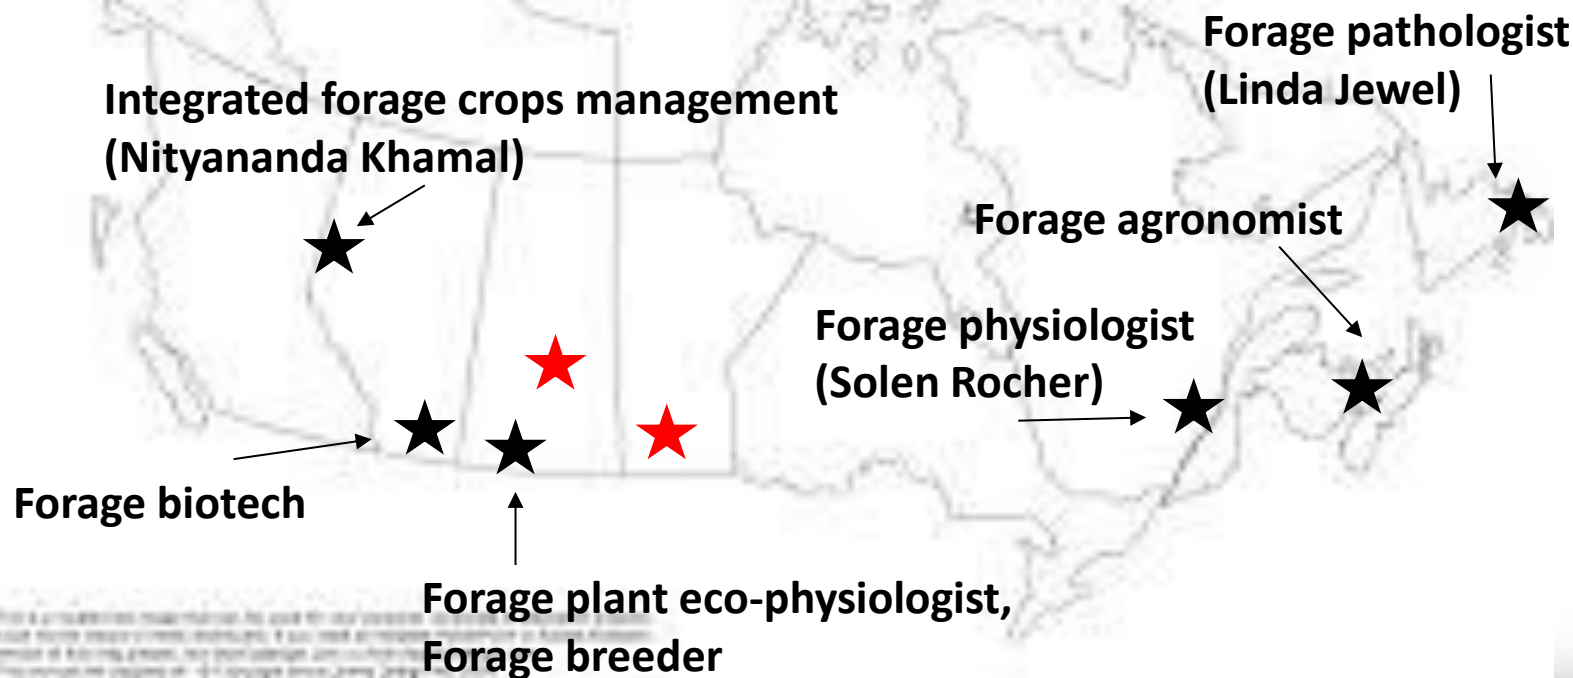 Forage pathologist
(Linda Jewel)
Integrated forage crops management
(Nityananda Khamal)
Forage agronomist
Forage physiologist
(Solen Rocher)
Forage biotech
Forage plant eco-physiologist,
Forage breeder